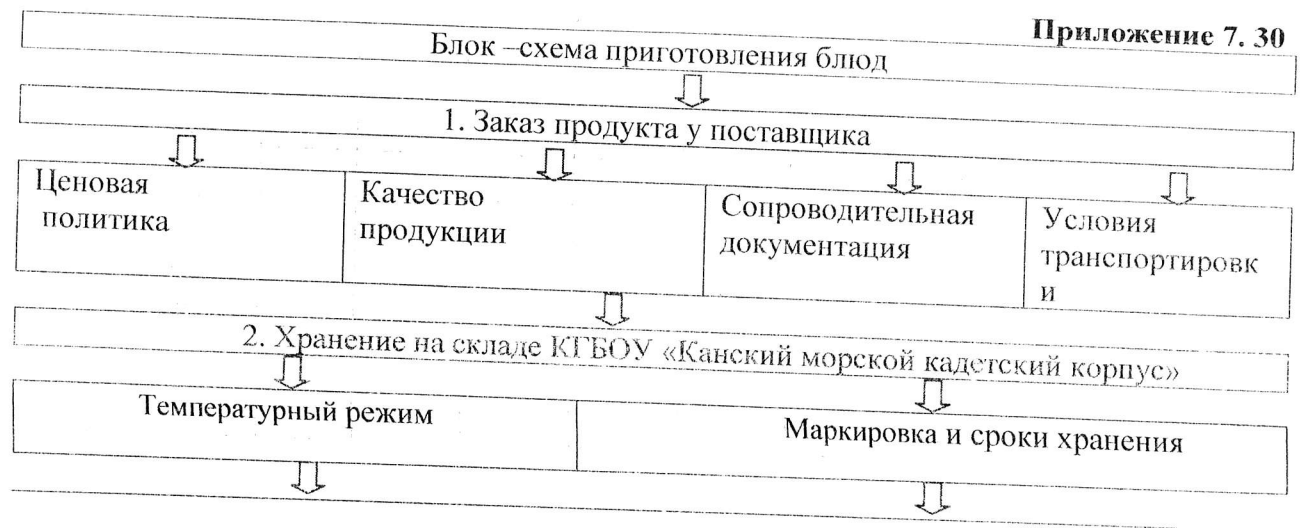 Приложение 7. 30
Блок –схема приготовления блюд
1. Заказ продукта у поставщика
Ценовая
политика
Качество
продукции
Сопроводительная
документация
Условия
транспортировк
и
2. Хранение на складе КГБОУ «Канский морской кадетский корпус»
Температурный режим
Маркировка и сроки хранения